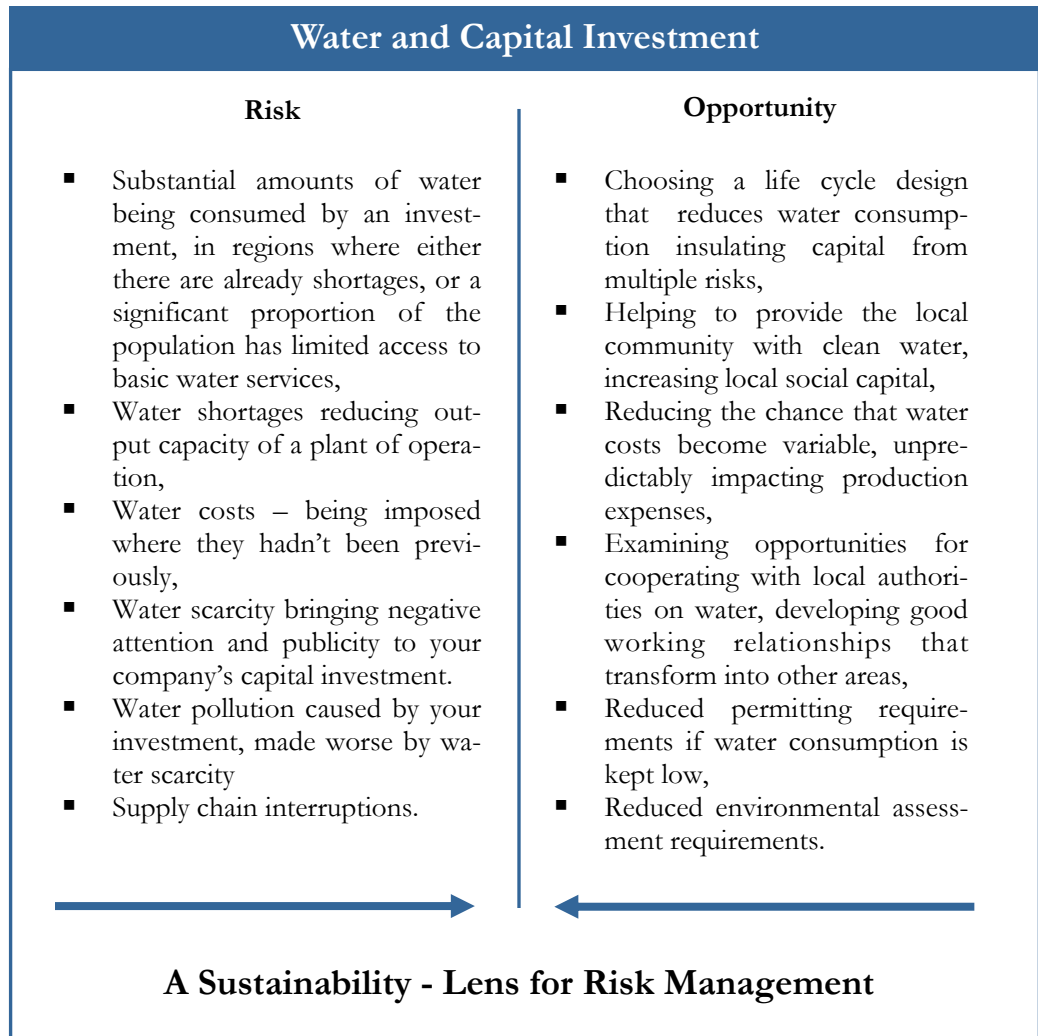 Water and Capital Investment
Risk
▪ Substantial amounts of water
being consumed by an invest-
ment, in regions where either
there are already shortages, or a
significant proportion of the
population has limited access to
basic water services,
▪ Water shortages reducing out-
put capacity of a plant of opera-
tion,
▪ Water costs – being imposed
where they hadn’t been previ-
ously,
▪ Water scarcity bringing negative
attention and publicity to your
company’s capital investment.
▪ Water pollution caused by your
investment, made worse by wa-
ter scarcity
▪ Supply chain interruptions.
Opportunity
▪ Choosing a life cycle design
that reduces water consump-
tion insulating capital from
multiple risks,
▪ Helping to provide the local
community with clean water,
increasing local social capital,
▪ Reducing the chance that water
costs become variable, unpre-
dictably impacting production
expenses,
▪ Examining opportunities for
cooperating with local authori-
ties on water, developing good
working relationships that
transform into other areas,
▪ Reduced permitting require-
ments if water consumption is
kept low,
▪ Reduced environmental assess-
ment requirements.
A Sustainability - Lens for Risk Management